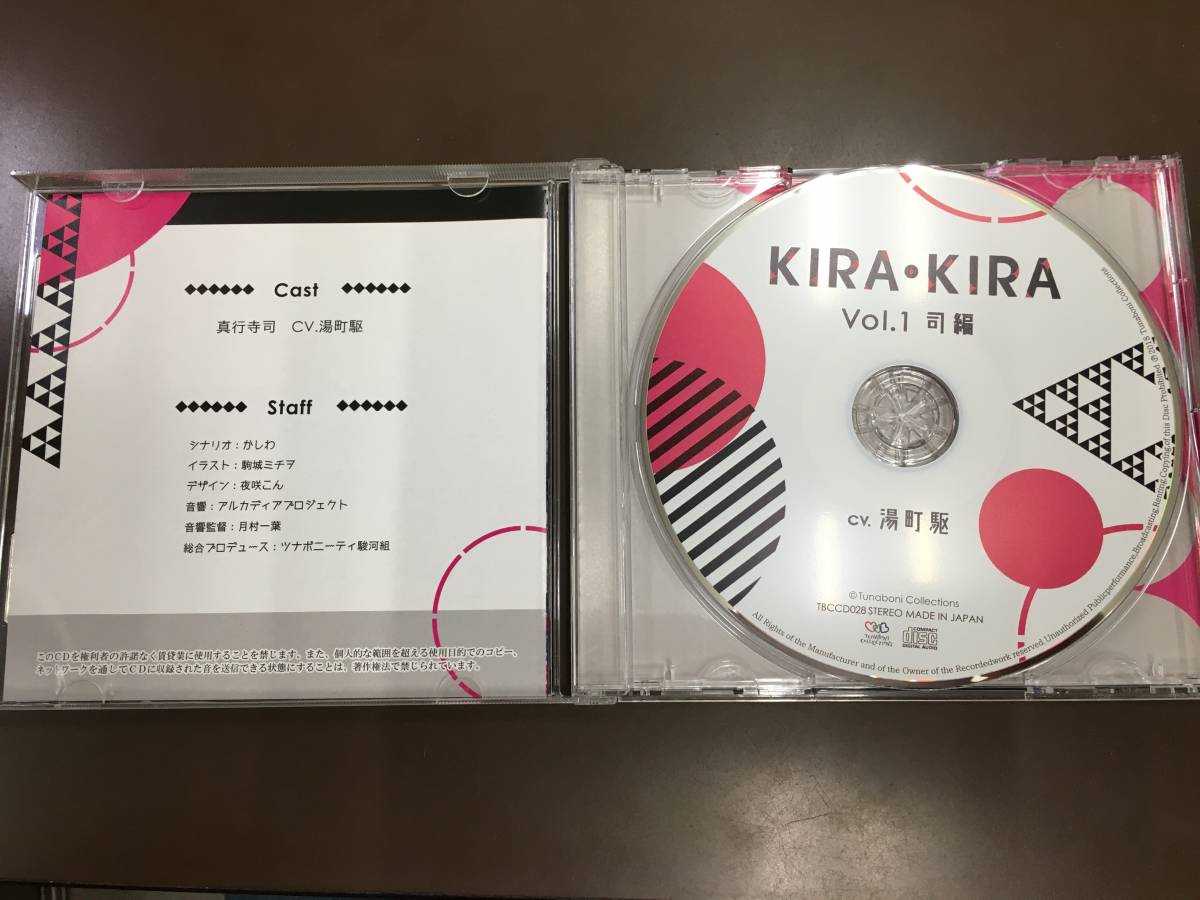 Cast
真行寺司 CV.湯町駆
Staff
シナリオ：かしわ
イラスト：駒城ミチヲ
デザイン：夜咲こん
音響：アルカディアプロジェクト
音響監督：月村一葉
総合プロデュース：ツナボニーティ駿河組
このCDを権利者の許諾なく賃貸業に使用することを禁じます。また、個人的な範囲を超える使用目的でのコピー、
ネットワークを通してCDに収録された音を送信できる状態にすることは、著作権法で禁じられています。
KIRA・KIRA
Vol.1 司編
CV. 湯町駆
© Tunaboni Collections
TBCCD028 STEREO MADE IN JAPAN
TUNABONI COLLECTIONS
COMPACT
disc
DIGITAL AUDIO
All Rights of the Manufacturer and of the Owner of the Recordedwork reserved Unauthorized Publicperformance,Broadcasting,Renting,Copying,of this Disc Prohibited ℗ 2018 Tunaboni Collections